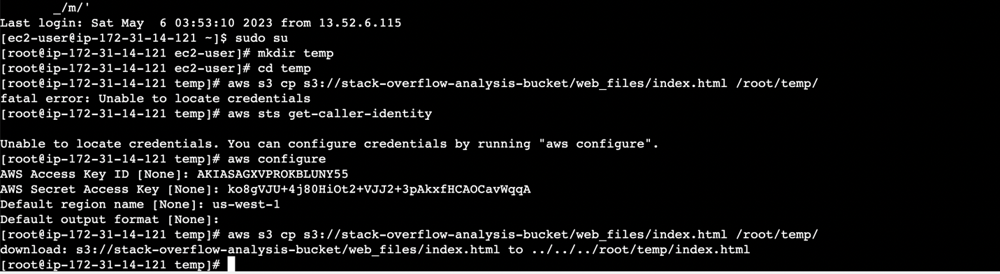 _/m/'
Last login: Sat May  6 03:53:10 2023 from 13.52.6.115
[ec2-user@ip-172-31-14-121 ~]$ sudo su
[root@ip-172-31-14-121 ec2-user]# mkdir temp
[root@ip-172-31-14-121 ec2-user]# cd temp
[root@ip-172-31-14-121 temp]# aws s3 cp s3://stack-overflow-analysis-bucket/web_files/index.html /root/temp/
fatal error: Unable to locate credentials
[root@ip-172-31-14-121 temp]# aws sts get-caller-identity
Unable to locate credentials. You can configure credentials by running "aws configure".
[root@ip-172-31-14-121 temp]# aws configure
AWS Access Key ID [None]: AKIASAGXVPROKBLUNY55
AWS Secret Access Key [None]: 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
Default region name [None]: us-west-1
Default output format [None]:
[root@ip-172-31-14-121 temp]# aws s3 cp s3://stack-overflow-analysis-bucket/web_files/index.html /root/temp/
download: s3://stack-overflow-analysis-bucket/web_files/index.html to ../../../root/temp/index.html
[root@ip-172-31-14-121 temp]#